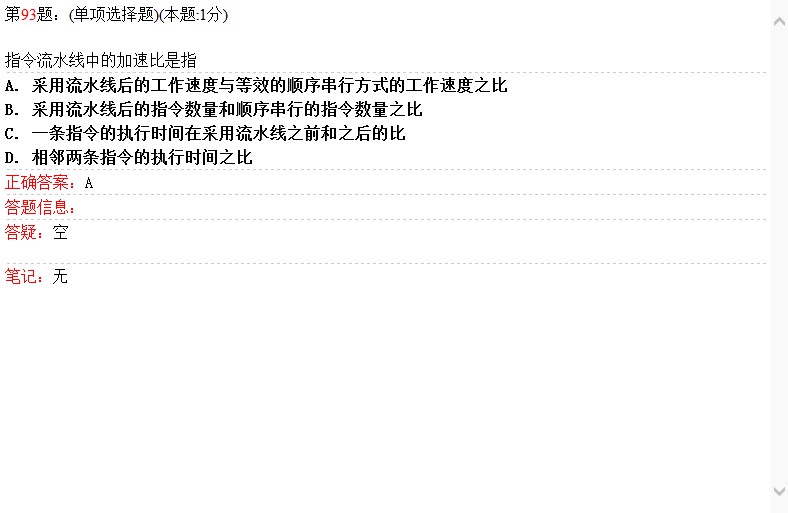 第93题：(单项选择题)(本题:1分)
指令流水线中的加速比是指
A. 采用流水线后的工作速度与等效的顺序串行方式的工作速度之比
B. 采用流水线后的指令数量和顺序串行的指令数量之比
C. 一条指令的执行时间在采用流水线之前和之后的比
D. 相邻两条指令的执行时间之比
正确答案：A
答题信息：
答疑：空
笔记：无